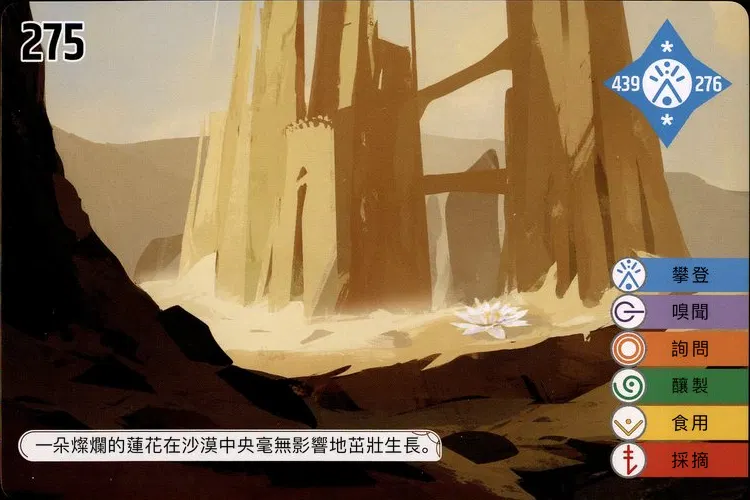 275
*
439 276
*
攀登
嗅聞
詢問
釀製
食用
採摘
一朵燦爛的蓮花在沙漠中央毫無影響地茁壯生長。